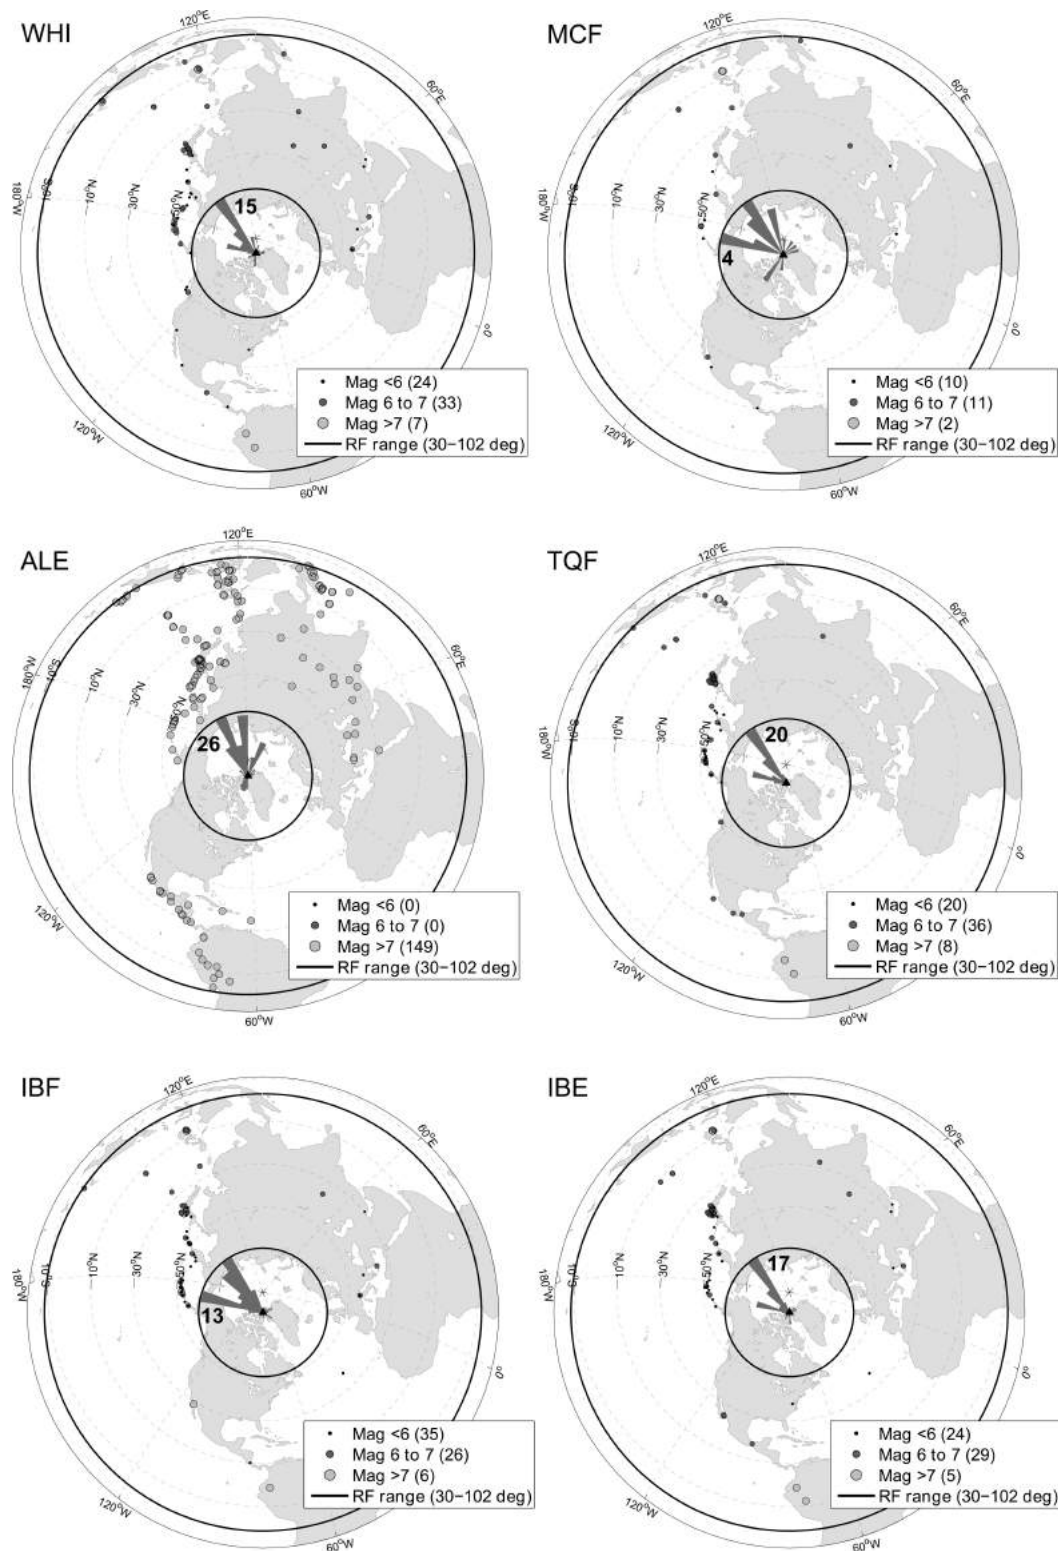 WHI
120°E
60°E
180°W
10°S
10°N
30°N
50°N
15
0°
120°W
60°W
Mag <6 (24)
Mag 6 to 7 (33)
Mag >7 (7)
RF range (30−102 deg)
MCF
120°E
60°E
180°W
10°S
10°N
30°N
50°N
4
0°
120°W
60°W
Mag <6 (10)
Mag 6 to 7 (11)
Mag >7 (2)
RF range (30−102 deg)
ALE
120°E
60°E
180°W
10°S
10°N
30°N
50°N
26
120°W
60°W
Mag <6 (0)
Mag 6 to 7 (0)
Mag >7 (149)
RF range (30−102 deg)
TQF
120°E
60°E
180°W
10°S
10°N
30°N
50°N
20
0°
120°W
60°W
Mag <6 (20)
Mag 6 to 7 (36)
Mag >7 (8)
RF range (30−102 deg)
IBF
120°E
60°E
180°W
10°S
10°N
30°N
50°N
13
0°
120°W
60°W
Mag <6 (35)
Mag 6 to 7 (26)
Mag >7 (6)
RF range (30−102 deg)
IBE
120°E
60°E
180°W
10°S
10°N
30°N
50°N
17
0°
120°W
60°W
Mag <6 (24)
Mag 6 to 7 (29)
Mag >7 (5)
RF range (30−102 deg)